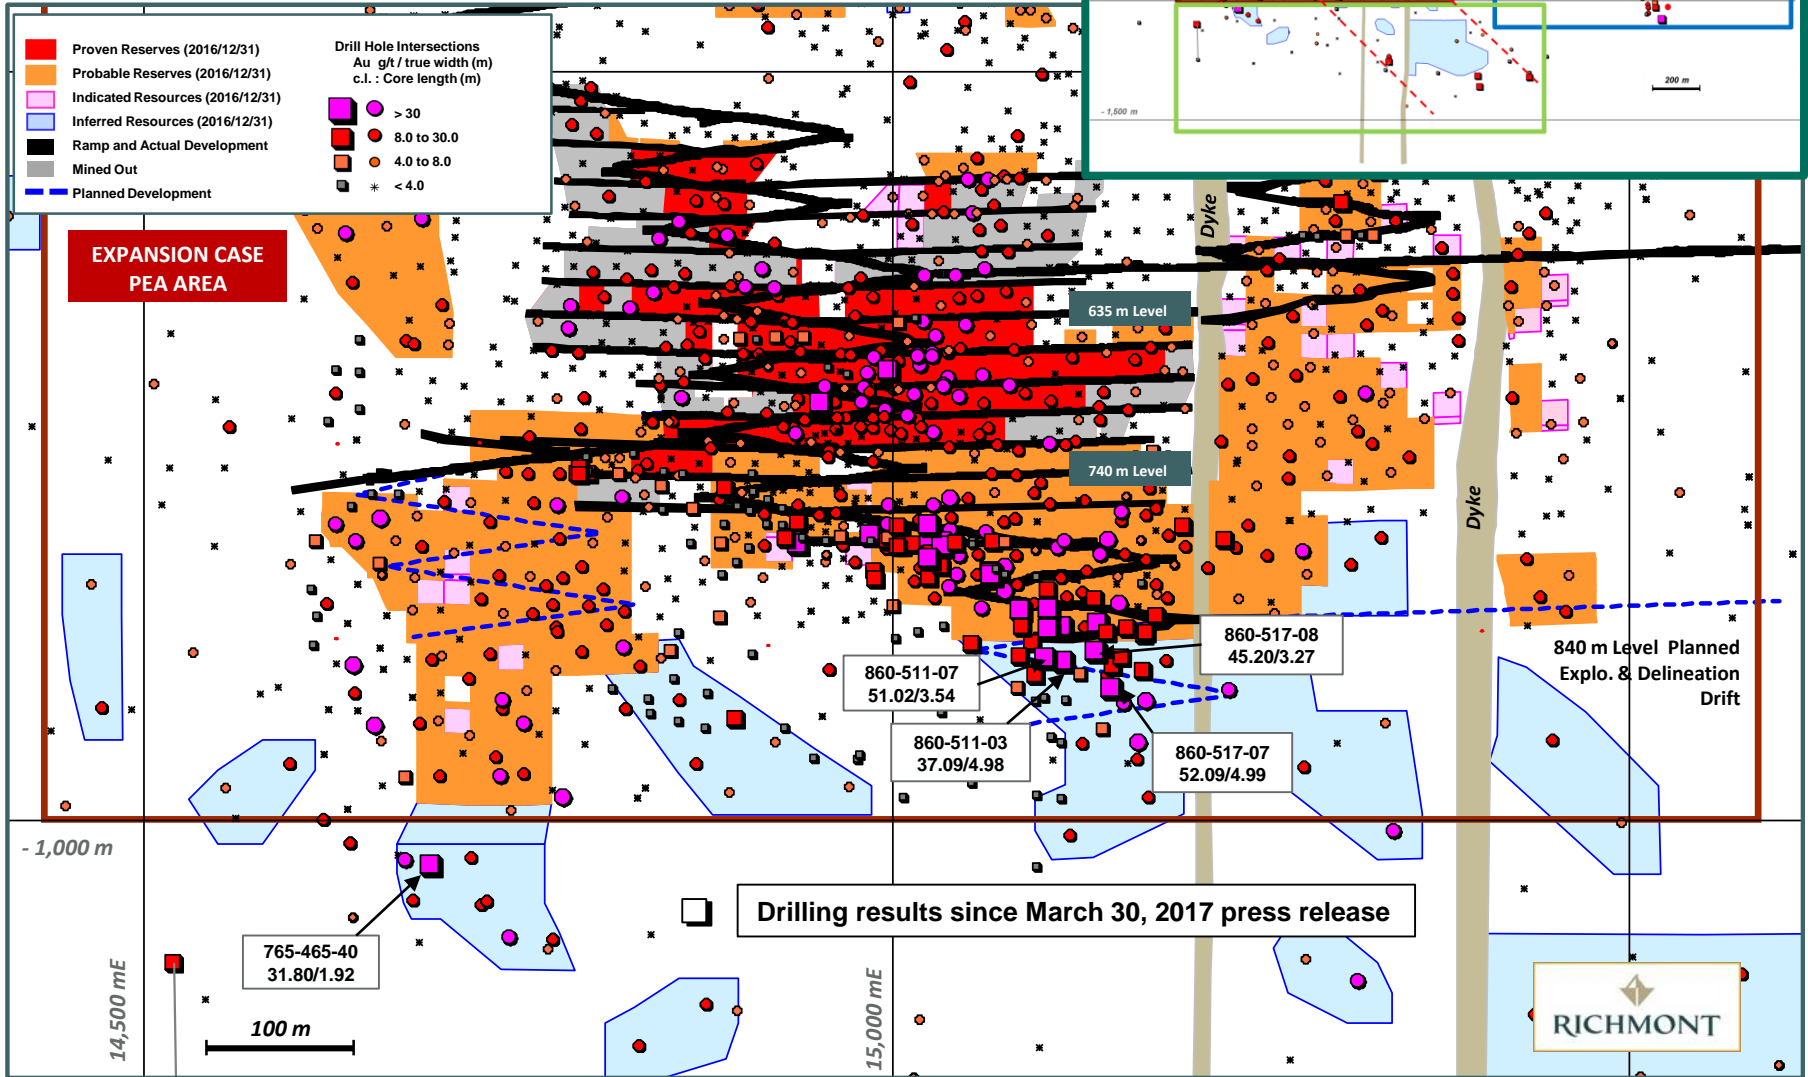 Proven Reserves (2016/12/31)
Probable Reserves (2016/12/31)
Indicated Resources (2016/12/31)
Inferred Resources (2016/12/31)
Ramp and Actual Development
Mined Out
Planned Development
Drill Hole Intersections
Au g/t / true width (m)
c.l. : Core length (m)
> 30
8.0 to 30.0
4.0 to 8.0
< 4.0
200 m
- 1,500 m
EXPANSION CASE
PEA AREA
Dyke
635 m Level
740 m Level
Dyke
860-517-08
45.20/3.27
860-511-07
51.02/3.54
840 m Level Planned
Explo. & Delineation
Drift
860-511-03
37.09/4.98
860-517-07
52.09/4.99
- 1,000 m
Drilling results since March 30, 2017 press release
765-465-40
31.80/1.92
14,500 mE
100 m
15,000 mE
RICHMONT